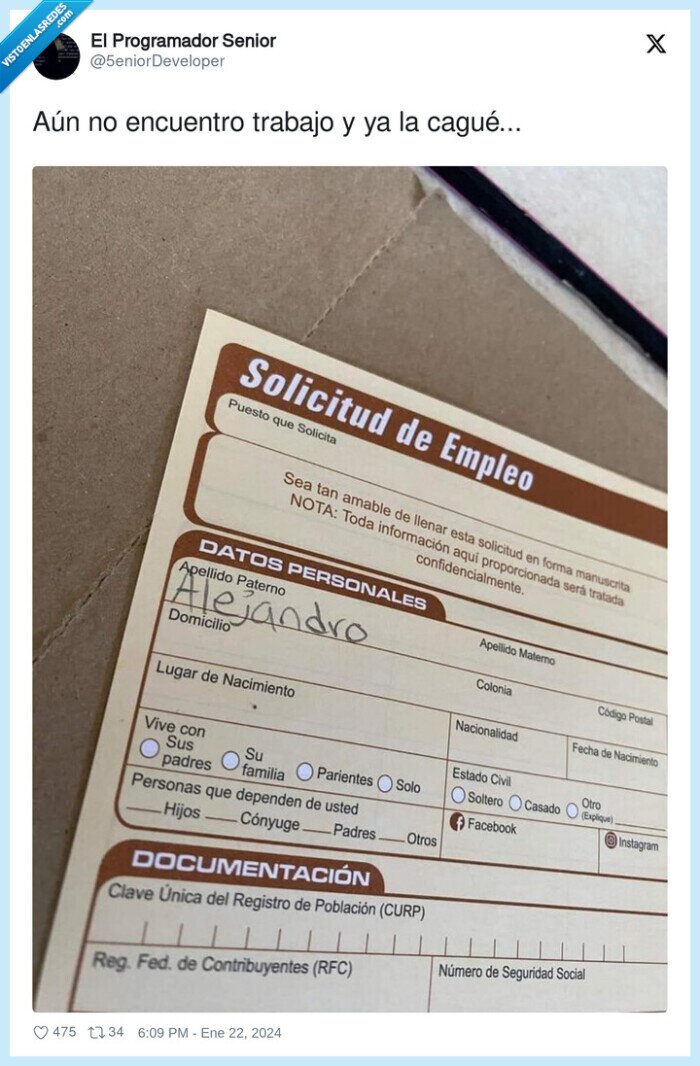 VISTOENLASREDES
.com
El Programador Senior
@5eniorDeveloper
Aún no encuentro trabajo y ya la cagué...
Solicitud de Empleo
Puesto que Solicita
Sea tan amable de llenar esta solicitud en forma manuscrita
NOTA: Toda información aquí proporcionada será tratada
confidencialmente.
DATOS PERSONALES
Apellido Paterno
Apellido Materno
Alejandro
Domicilio
Colonia
Código Postal
Lugar de Nacimiento
Nacionalidad
Fecha de Nacimiento
Vive con
Sus padres
Su familia
Parientes
Solo
Estado Civil
Soltero
Casado
Otro
(Explique)
Personas que dependen de usted
Hijos
Cónyuge
Padres
Otros
Facebook
Instagram
DOCUMENTACIÓN
Clave Única del Registro de Población (CURP)
Reg. Fed. de Contribuyentes (RFC)
Número de Seguridad Social
475 34 6:09 PM - Ene 22, 2024